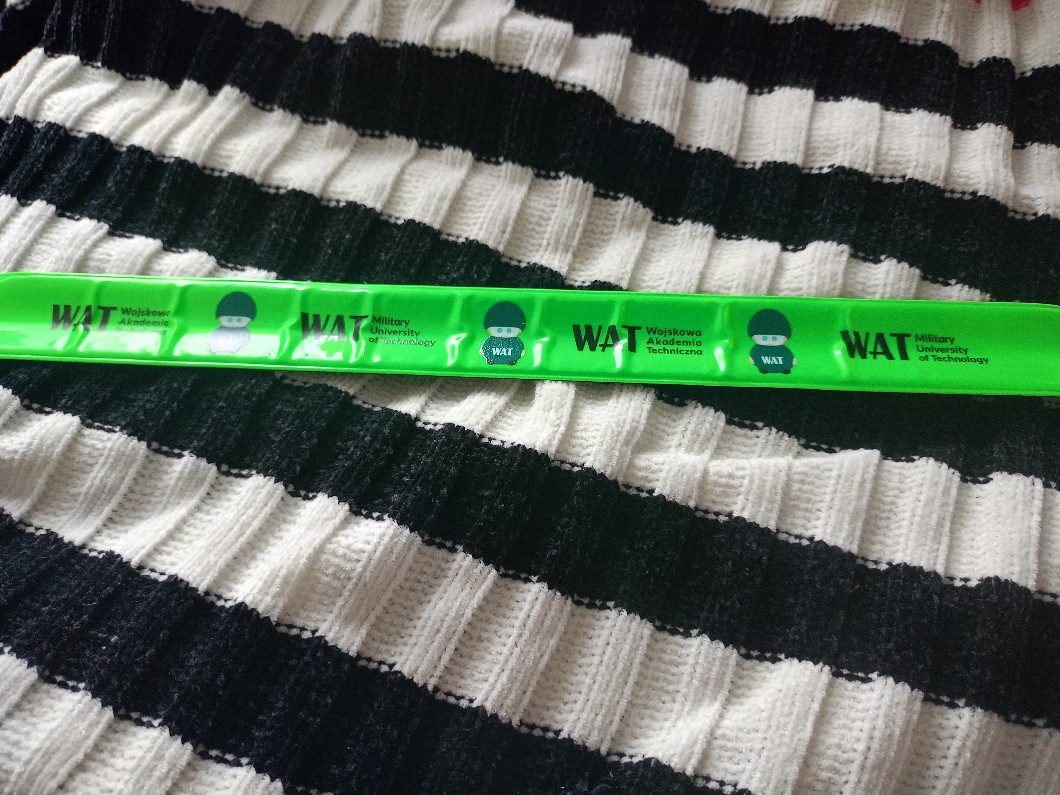 WAT Wojskowa
Akademia
WAT Military
University
of Technology
WAT
WAT Wojskowa
Akademia
Techniczna
WAT
WAT Military
University
of Technology